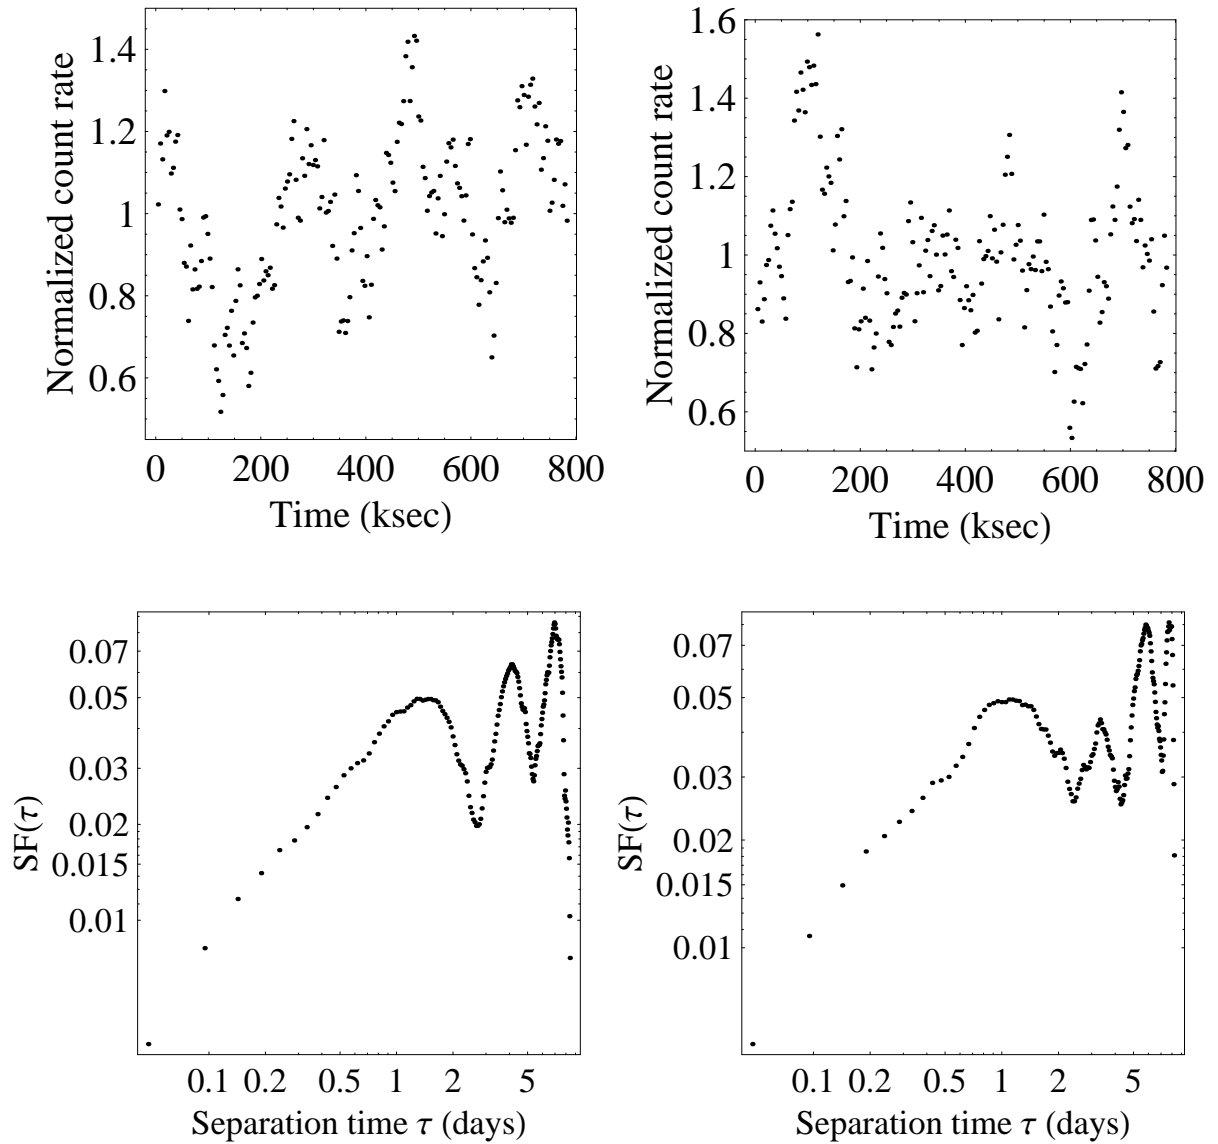 1.4
1.2
1
0.8
0.6
Normalized count rate
0 200 400 600 800
Time (ksec)
1.6
1.4
1.2
1
0.8
0.6
Normalized count rate
0 200 400 600 800
Time (ksec)
0.07
0.05
0.03
0.02
0.015
0.01
SF(τ)
0.1 0.2 0.5 1 2 5
Separation time τ (days)
0.07
0.05
0.03
0.02
0.015
0.01
SF(τ)
0.1 0.2 0.5 1 2 5
Separation time τ (days)